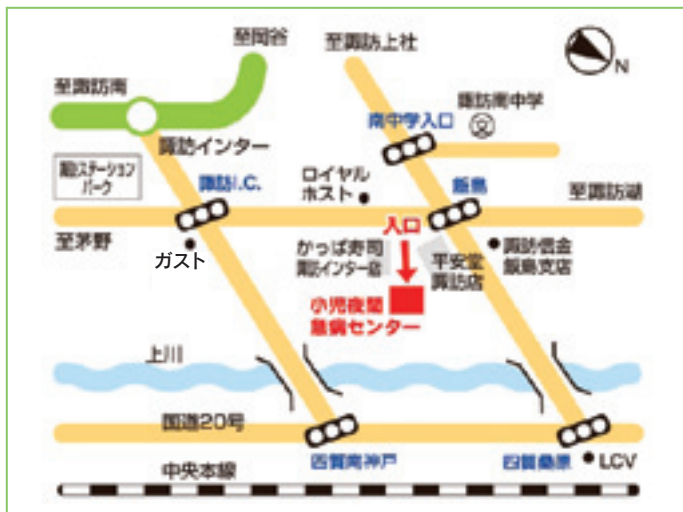 至岡谷
至諏訪上社
N
至諏訪南
諏訪南中学
南中学入口
諏訪インター
諏訪ステーション
パーク
諏訪I.C.
ロイヤル
ホスト
飯島
至諏訪湖
入口
至茅野
ガスト
かっぱ寿司
諏訪インター店
平安堂
諏訪店
諏訪信金
飯島支店
小児夜間
急病センター
上川
国道20号
四賀南神戸
四賀桑原
LCV
中央本線